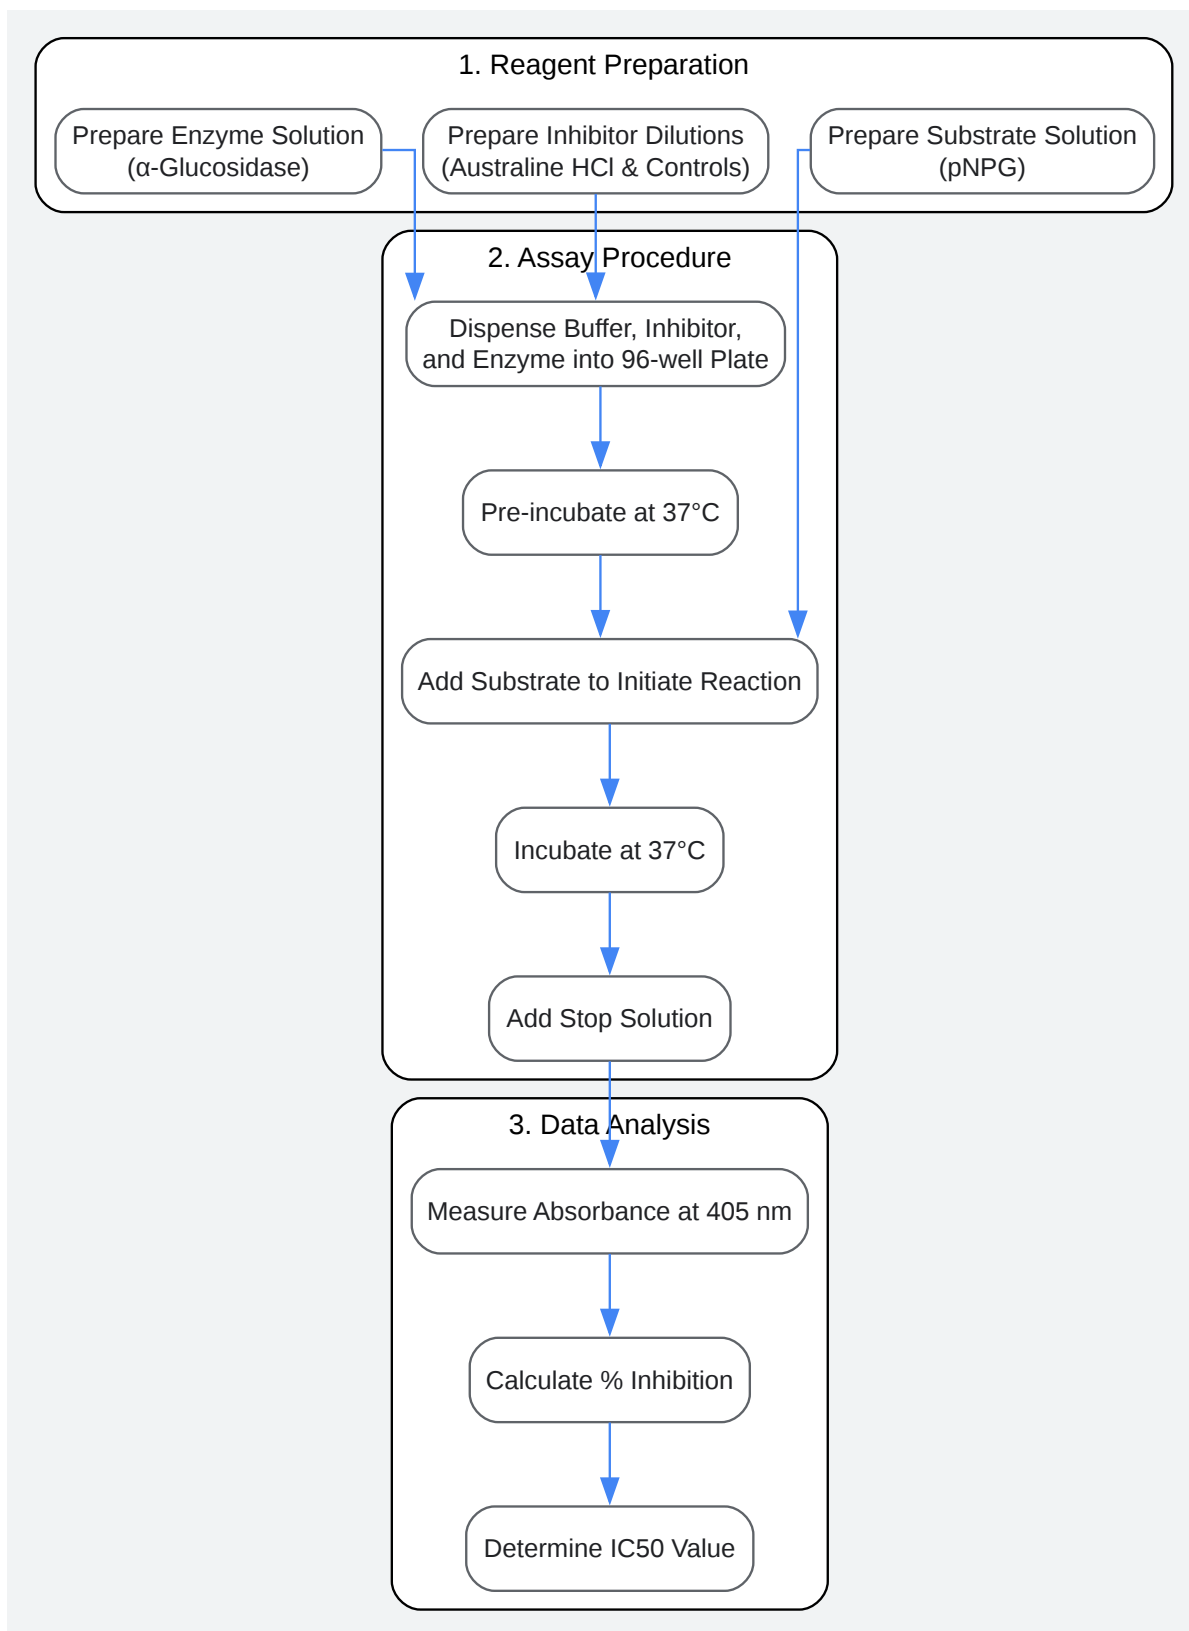 1. Reagent Preparation
Prepare Enzyme Solution
(α-Glucosidase)
Prepare Inhibitor Dilutions
(Australine HCl & Controls)
Prepare Substrate Solution
(pNPG)
2. Assay Procedure
Dispense Buffer, Inhibitor,
and Enzyme into 96-well Plate
Pre-incubate at 37°C
Add Substrate to Initiate Reaction
Incubate at 37°C
Add Stop Solution
3. Data Analysis
Measure Absorbance at 405 nm
Calculate % Inhibition
Determine IC50 Value